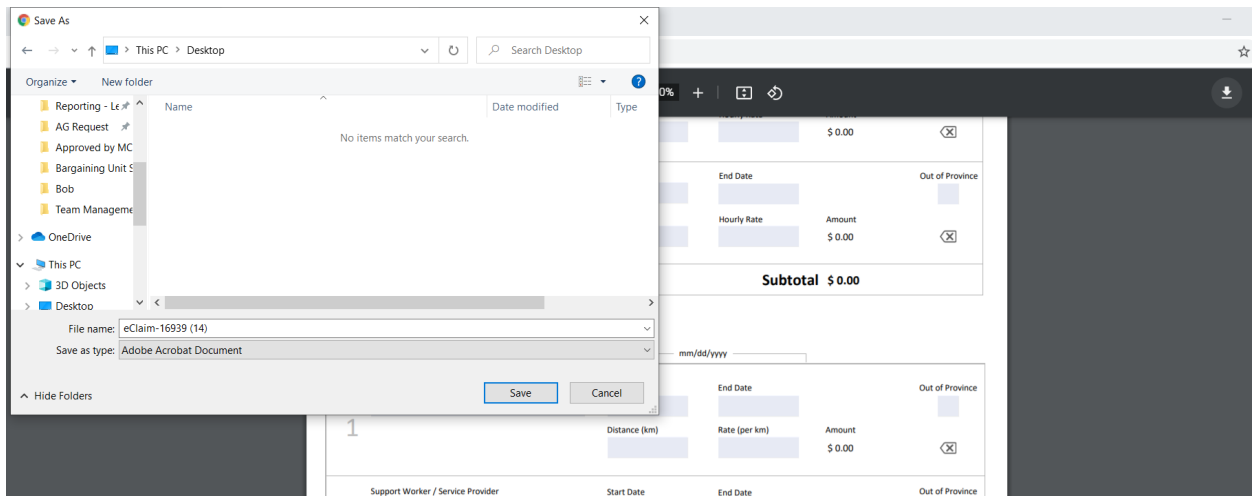 Save As
This PC > Desktop
Search Desktop
Organize
New folder
Reporting - Le
AG Request
Approved by MC
Bargaining Unit S
Bob
Team Manageme
OneDrive
This PC
3D Objects
Desktop
Name
Date modified
Type
No items match your search.
File name: eClaim-16939 (14)
Save as type: Adobe Acrobat Document
Hide Folders
Save
Cancel
0%
$ 0.00
End Date
Out of Province
Hourly Rate
Amount
$ 0.00
Subtotal $ 0.00
mm/dd/yyyy
End Date
Out of Province
1
Distance (km)
Rate (per km)
Amount
$ 0.00
Support Worker / Service Provider
Start Date
End Date
Out of Province